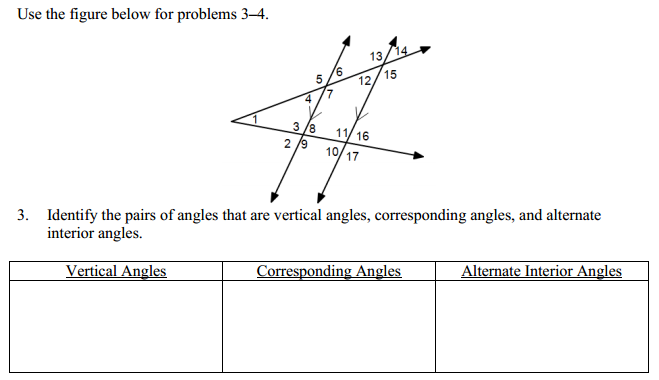 Use the figure below for problems 3–4.
13 14
5 6 12 15
4 7
1
3 8 11 16
2 9 10 17
3. Identify the pairs of angles that are vertical angles, corresponding angles, and alternate
interior angles.
Vertical Angles Corresponding Angles Alternate Interior Angles